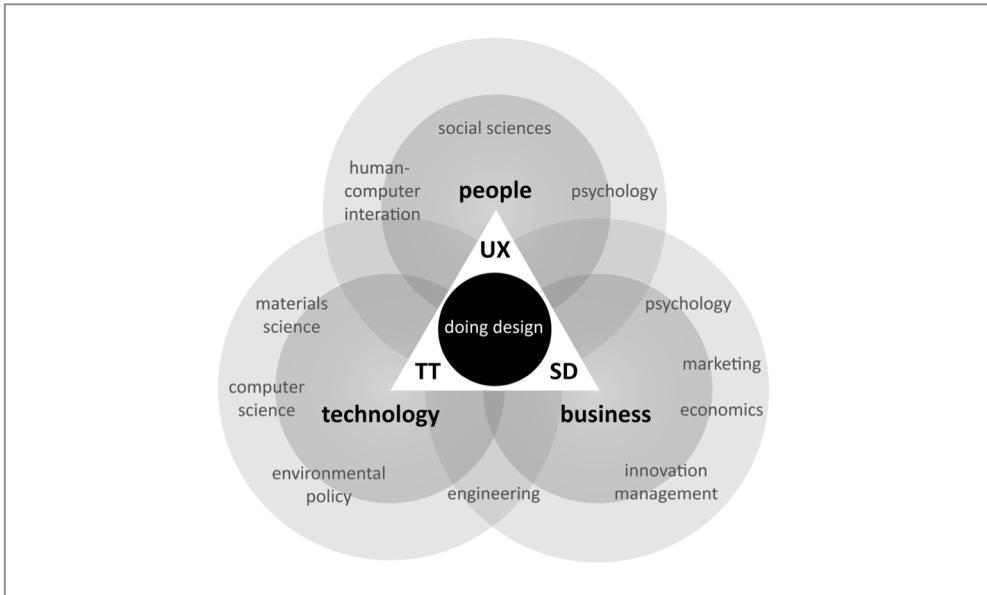 social sciences
human-
computer
interation
people
psychology
UX
materials
science
doing design
psychology
TT
SD
marketing
computer
science
technology
business
economics
environmental
policy
engineering
innovation
management